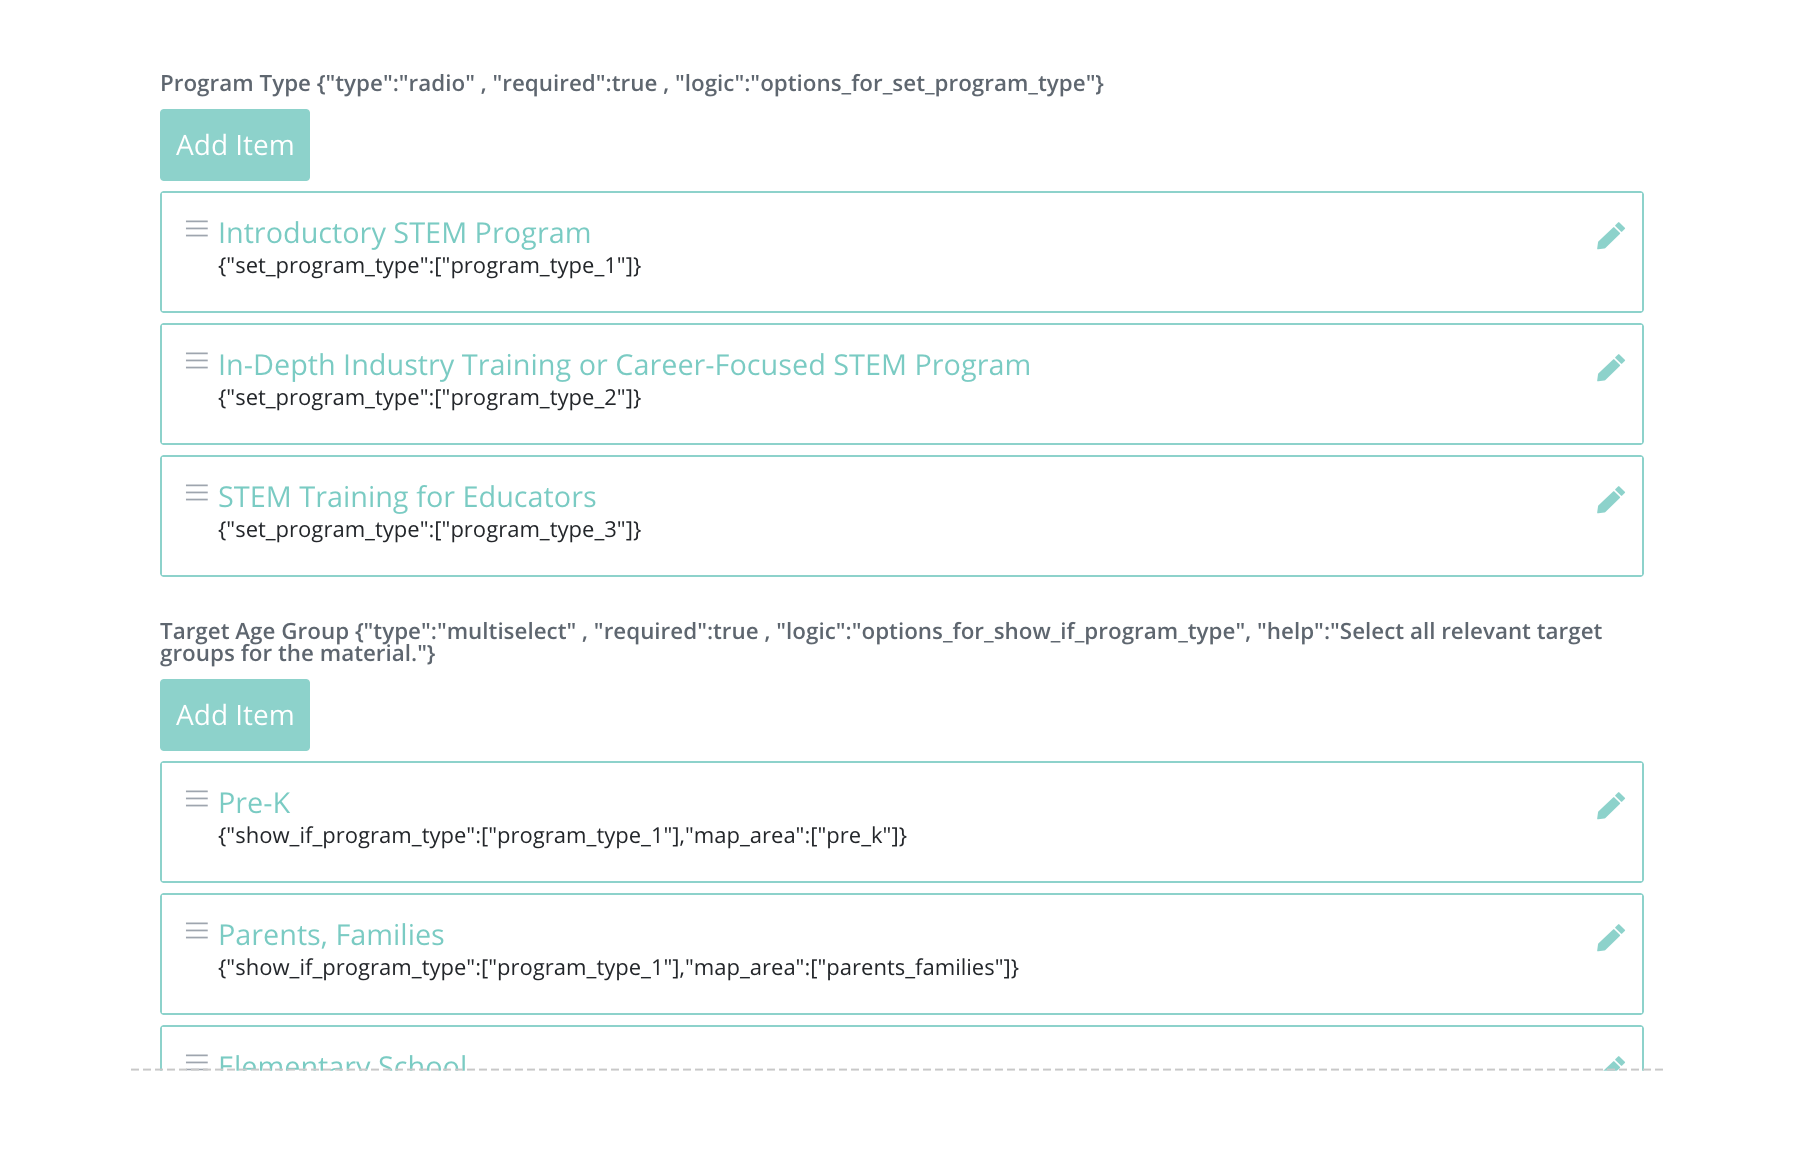 Program Type {"type":"radio" , "required":true , "logic":"options_for_set_program_type"}
Add Item
Introductory STEM Program
{"set_program_type":["program_type_1"]}
In-Depth Industry Training or Career-Focused STEM Program
{"set_program_type":["program_type_2"]}
STEM Training for Educators
{"set_program_type":["program_type_3"]}
Target Age Group {"type":"multiselect" , "required":true , "logic":"options_for_show_if_program_type", "help":"Select all relevant target
groups for the material."}
Add Item
Pre-K
{"show_if_program_type":["program_type_1"],"map_area":["pre_k"]}
Parents, Families
{"show_if_program_type":["program_type_1"],"map_area":["parents_families"]}
Elementary School